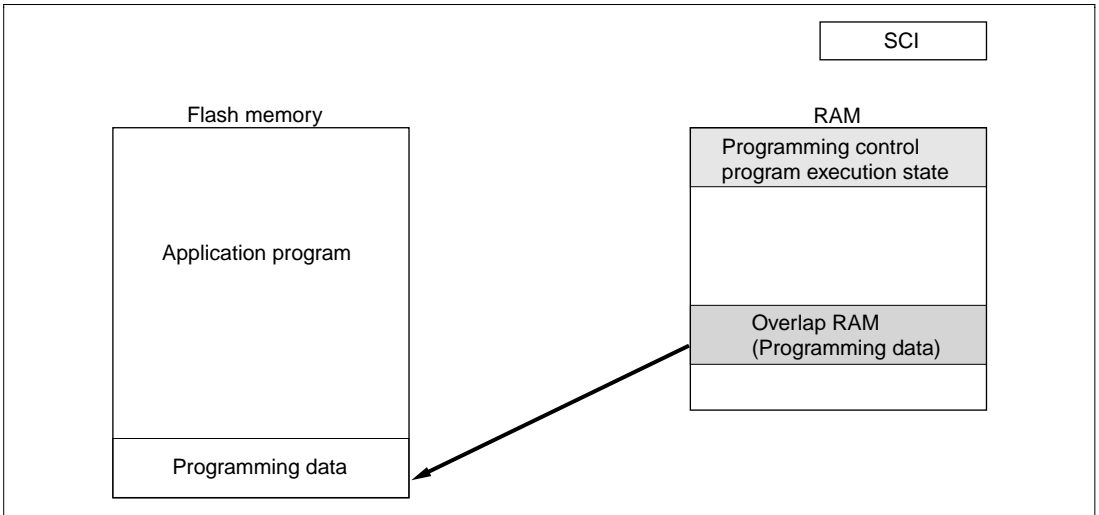 SCI
Flash memory
RAM
Programming control
program execution state
Application program
Overlap RAM
(Programming data)
Programming data